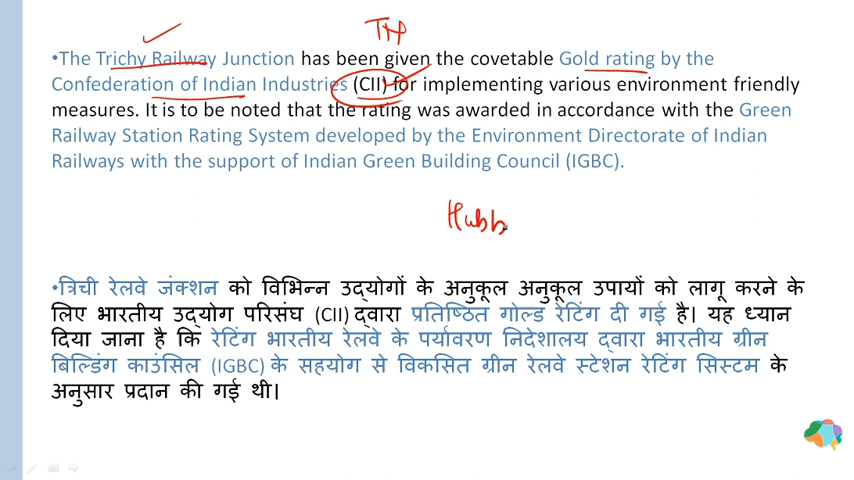 TN
•The Trichy Railway Junction has been given the covetable Gold rating by the
Confederation of Indian Industries (CII) for implementing various environment friendly
measures. It is to be noted that the rating was awarded in accordance with the Green
Railway Station Rating System developed by the Environment Directorate of Indian
Railways with the support of Indian Green Building Council (IGBC).
Hubb
•त्रिची रेलवे जंक्शन को विभिन्न उद्योगों के अनुकूल अनुकूल उपायों को लागू करने के
लिए भारतीय उद्योग परिसंघ (CII) द्वारा प्रतिष्ठित गोल्ड रेटिंग दी गई है। यह ध्यान
दिया जाना है कि रेटिंग भारतीय रेलवे के पर्यावरण निदेशालय द्वारा भारतीय ग्रीन
बिल्डिंग काउंसिल (IGBC) के सहयोग से विकसित ग्रीन रेलवे स्टेशन रेटिंग सिस्टम के
अनुसार प्रदान की गई थी।